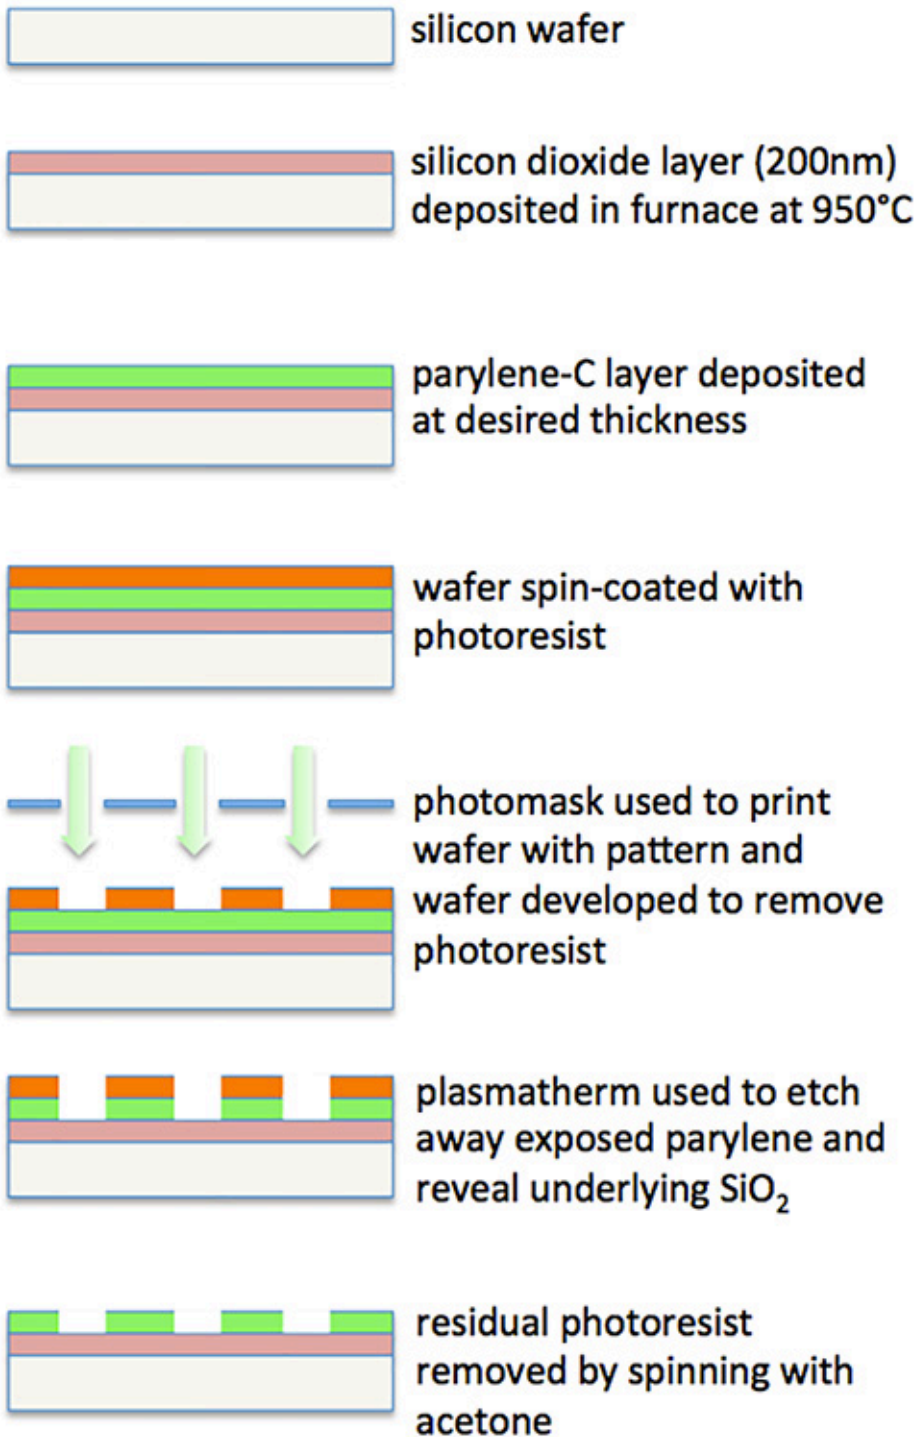 silicon wafer
silicon dioxide layer (200nm)
deposited in furnace at 950°C
parylene-C layer deposited
at desired thickness
wafer spin-coated with
photoresist
photomask used to print
wafer with pattern and
wafer developed to remove
photoresist
plasmatherm used to etch
away exposed parylene and
reveal underlying SiO₂
residual photoresist
removed by spinning with
acetone